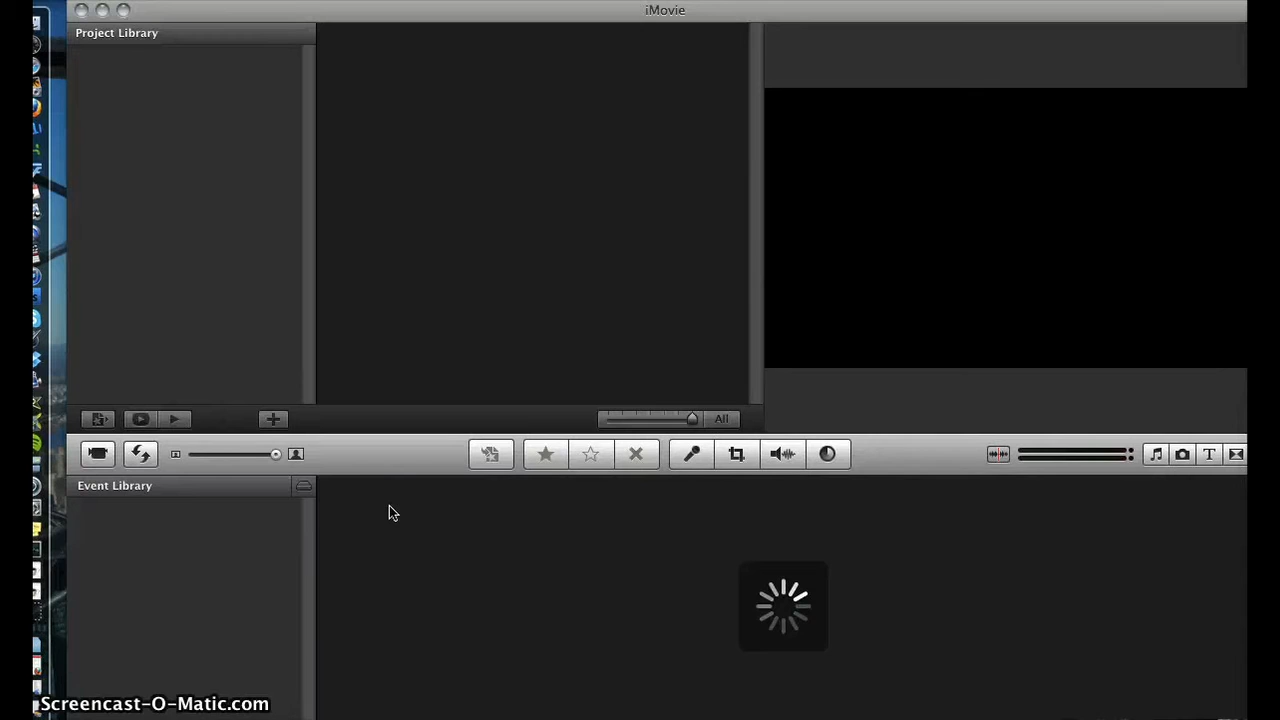 iMovie
Project Library
All
T
Event Library
Screencast-O-Matic.com